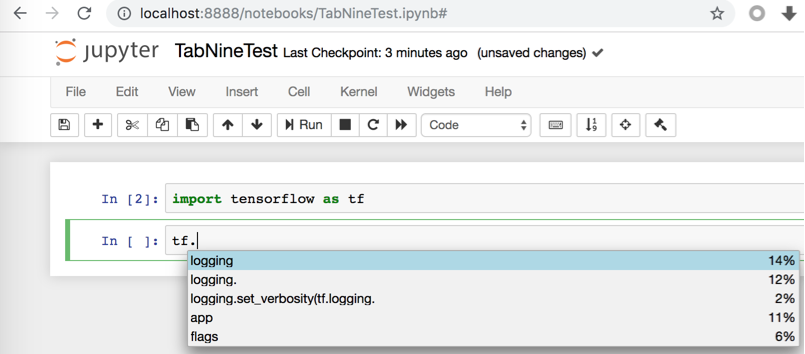 localhost:8888/notebooks/TabNineTest.ipynb#
jupyter TabNineTest Last Checkpoint: 3 minutes ago (unsaved changes)
File Edit View Insert Cell Kernel Widgets Help
Run Code
In [2]: import tensorflow as tf
In [ ]: tf.
logging 14%
logging. 12%
logging.set_verbosity(tf.logging. 2%
app 11%
flags 6%